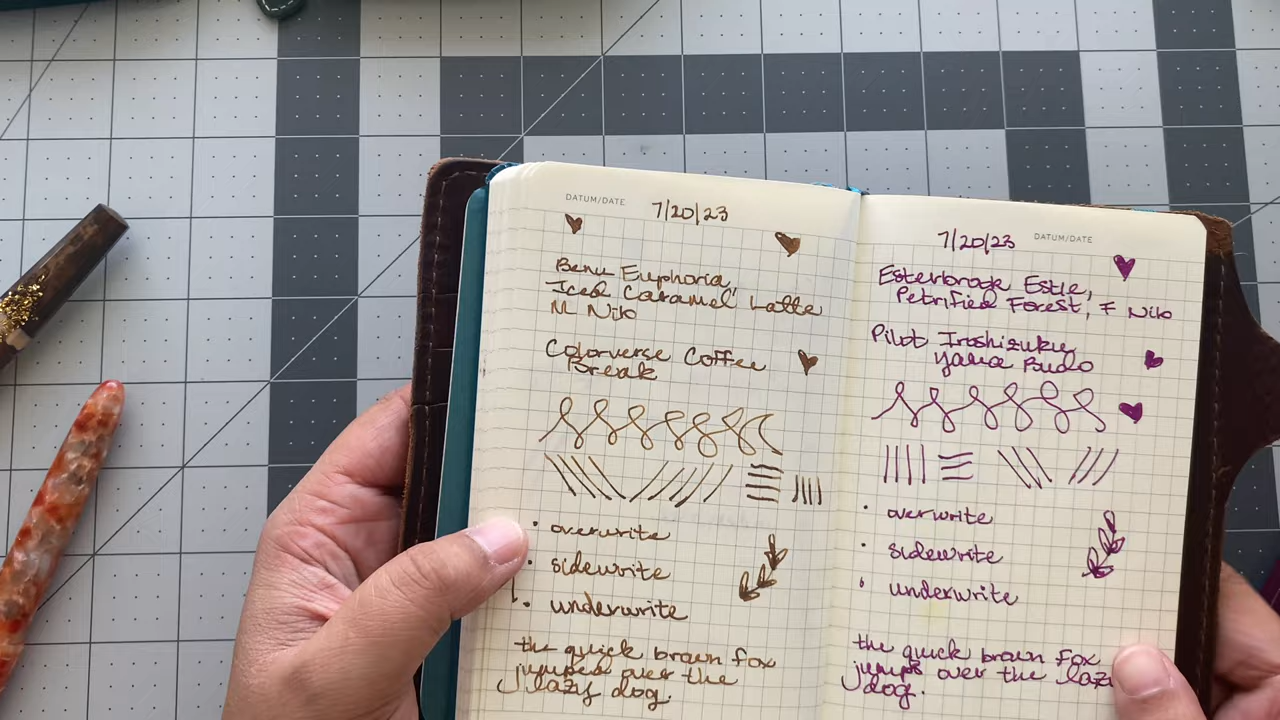 DATUM/DATE 7/20/23
Benu Euphoria,
Iced Caramel Latte
M Nib
Colorverse Coffee
Break
• overwrite
• sidewrite
• underwrite
the quick brown fox
jumped over the
lazy dog.
7/20/23 DATUM/DATE
Esterbrook Estie,
Petrified Forest, F Nib
Pilot Iroshizuku
Yama Budo
• overwrite
• sidewrite
• underwrite
the quick brown fox
jumps over the lazy
dog.